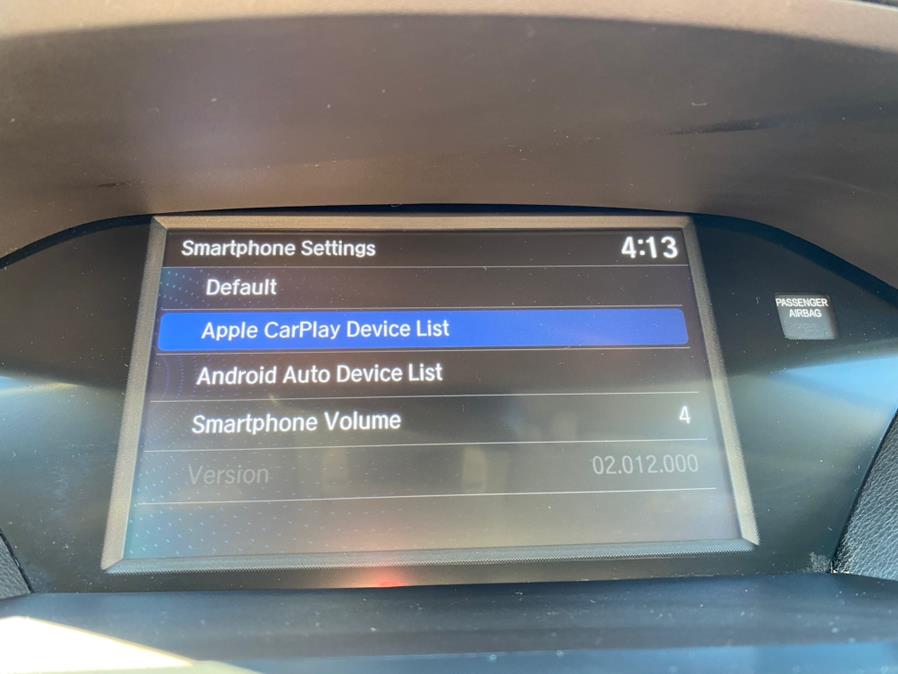 Smartphone Settings 4:13
Default
Apple CarPlay Device List
Android Auto Device List
Smartphone Volume 4
Version 02.012.000
PASSENGER
AIRBAG